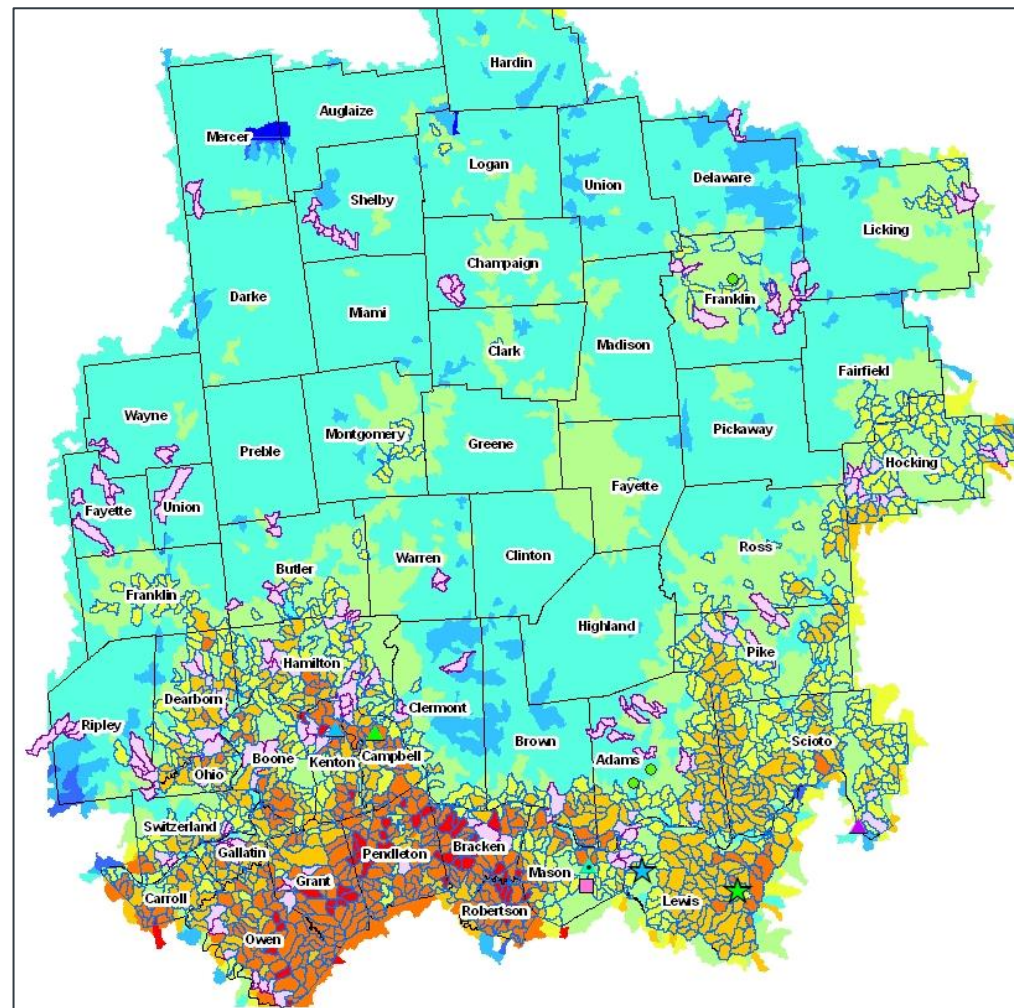 Hardin
Auglaize
Mercer
Logan
Union
Delaware
Shelby
Licking
Champaign
Franklin
Darke
Miami
Madison
Clark
Fairfield
Wayne
Montgomery
Greene
Pickaway
Preble
Hocking
Fayette
Fayette
Union
Ross
Warren
Clinton
Butler
Franklin
Highland
Hamilton
Pike
Dearborn
Clermont
Ripley
Brown
Scioto
Campbell
Boone
Kenton
Adams
Ohio
Switzerland
Gallatin
Bracken
Pendleton
Mason
Grant
Carroll
Lewis
Robertson
Owen